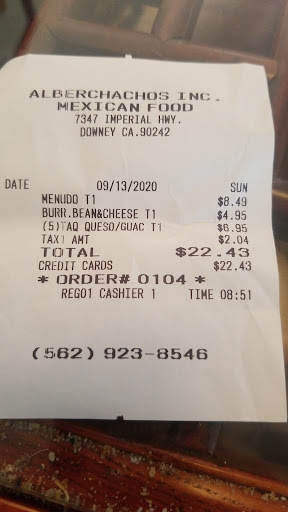 ALBERCHACHOS INC.
MEXICAN FOOD
7347 IMPERIAL HWY.
DOWNEY CA.90242
DATE 09/13/2020 SUN
MENUDO T1 $8.49
BURR.BEAN&CHEESE T1 $4.95
(5)TAQ QUESO/GUAC T1 $6.95
TAX1 AMT $2.04
TOTAL $22.43
CREDIT CARDS $22.43
* ORDER# 0104 *
REG01 CASHIER 1 TIME 08:51
(562) 923-8546